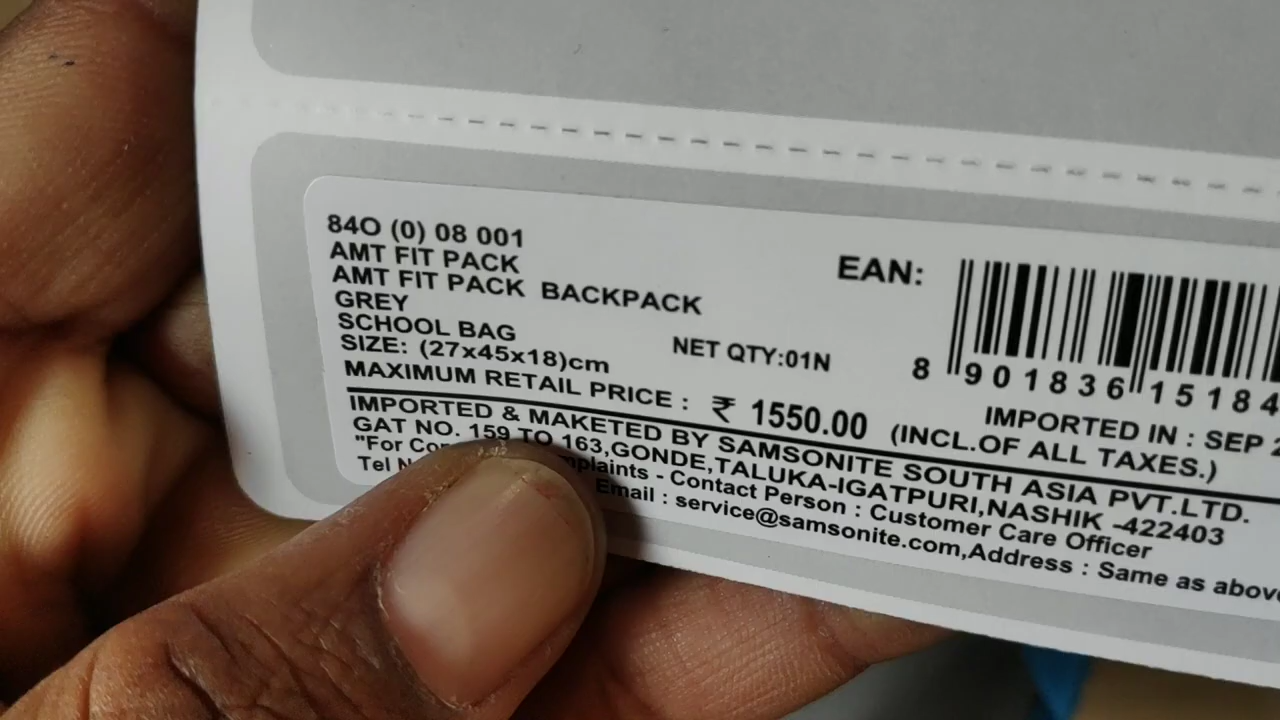 84O (0) 08 001
AMT FIT PACK
AMT FIT PACK BACKPACK
GREY
SCHOOL BAG
SIZE: (27x45x18)cm
NET QTY:01N
EAN:
8 901836 15184
IMPORTED IN : SEP
MAXIMUM RETAIL PRICE : ₹ 1550.00 (INCL.OF ALL TAXES.)
IMPORTED & MAKETED BY SAMSONITE SOUTH ASIA PVT.LTD.
GAT NO. 159 TO 163,GONDE,TALUKA-IGATPURI,NASHIK -422403
"For - Contact Person : Customer Care Officer
Tel Email : service@samsonite.com,Address : Same as above